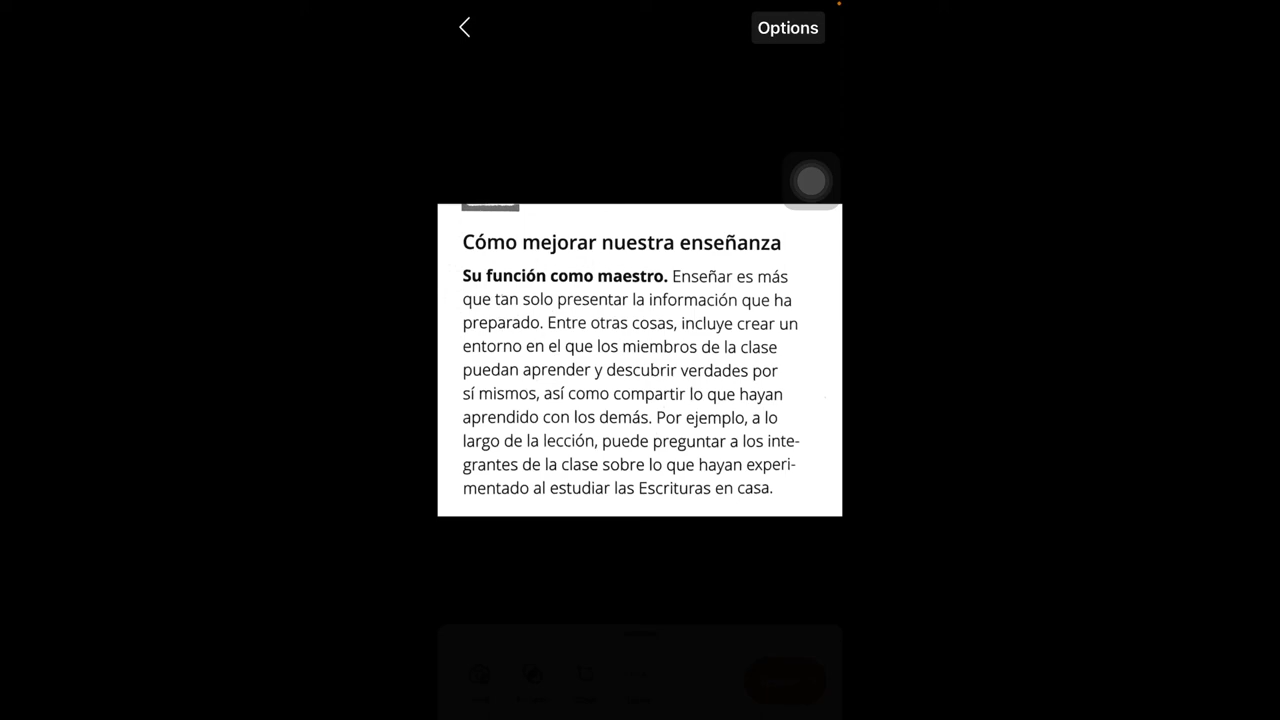 Options
Cómo mejorar nuestra enseñanza
Su función como maestro. Enseñar es más
que tan solo presentar la información que ha
preparado. Entre otras cosas, incluye crear un
entorno en el que los miembros de la clase
puedan aprender y descubrir verdades por
sí mismos, así como compartir lo que hayan
aprendido con los demás. Por ejemplo, a lo
largo de la lección, puede preguntar a los inte-
grantes de la clase sobre lo que hayan experi-
mentado al estudiar las Escrituras en casa.